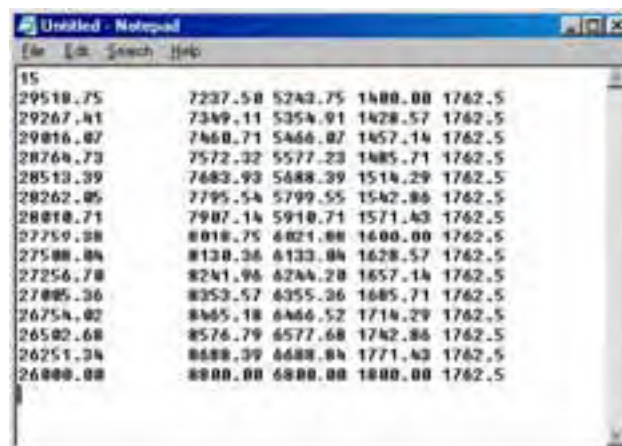 Untitled - Notepad
File Edit Search Help
15
29518.75 7237.50 5243.75 1400.00 1762.5
29267.41 7349.11 5354.91 1428.57 1762.5
29016.07 7460.71 5466.07 1457.14 1762.5
28764.73 7572.32 5577.23 1485.71 1762.5
28513.39 7683.93 5688.39 1514.29 1762.5
28262.05 7795.54 5799.55 1542.86 1762.5
28010.71 7907.14 5910.71 1571.43 1762.5
27759.38 8018.75 6021.88 1600.00 1762.5
27508.04 8130.36 6133.04 1628.57 1762.5
27256.70 8241.96 6244.20 1657.14 1762.5
27005.36 8353.57 6355.36 1685.71 1762.5
26754.02 8465.18 6466.52 1714.29 1762.5
26502.68 8576.79 6577.68 1742.86 1762.5
26251.34 8688.39 6688.84 1771.43 1762.5
26000.00 8800.00 6800.00 1800.00 1762.5